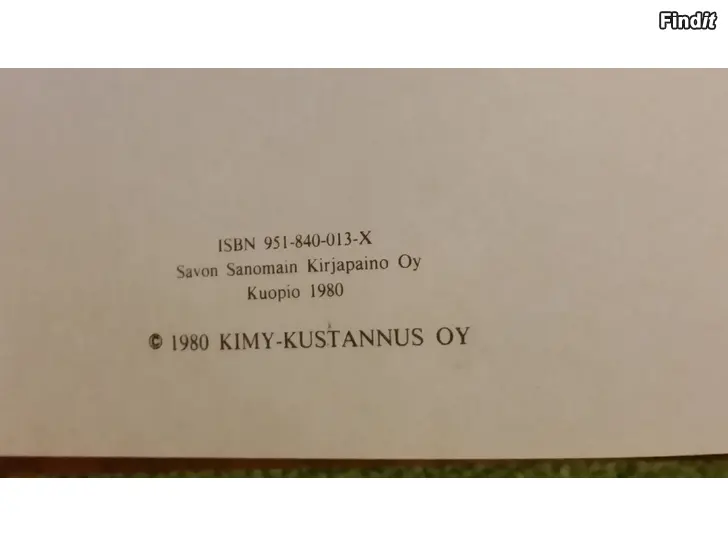 Findit
ISBN 951-840-013-X
Savon Sanomain Kirjapaino Oy
Kuopio 1980
© 1980 KIMY-KUSTANNUS OY